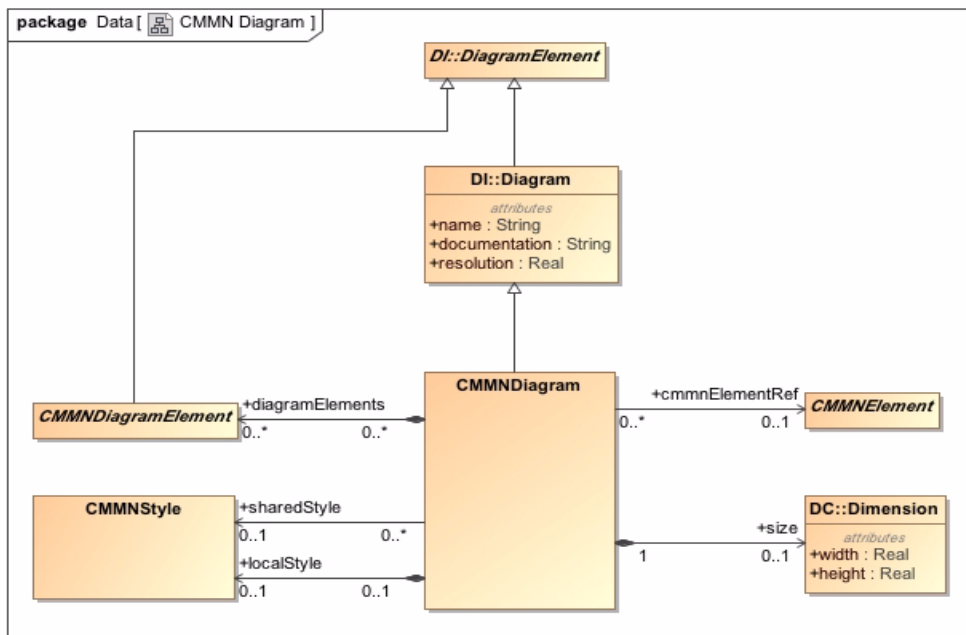 package Data [ CMMN Diagram ]
DI::DiagramElement
DI::Diagram
attributes
+name : String
+documentation : String
+resolution : Real
CMMNDiagram
CMMNDiagramElement
+diagramElements
0..*
0..*
+cmmnElementRef
0..*
0..1
CMMNElement
CMMNStyle
+sharedStyle
0..1
0..*
+localStyle
0..1
0..1
+size
1
0..1
DC::Dimension
attributes
+width : Real
+height : Real